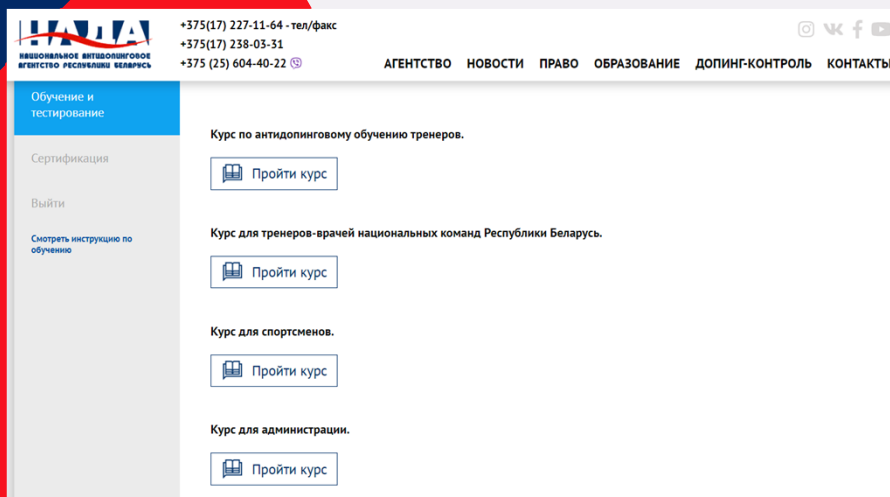 НАДА
НАЦИОНАЛЬНОЕ АНТИДОПИНГОВОЕ
АГЕНТСТВО РЕСПУБЛИКИ БЕЛАРУСЬ
+375(17) 227-11-64 - тел/факс
+375(17) 238-03-31
+375 (25) 604-40-22
АГЕНТСТВО НОВОСТИ ПРАВО ОБРАЗОВАНИЕ ДОПИНГ-КОНТРОЛЬ КОНТАКТЫ
Обучение и
тестирование
Сертификация
Выйти
Смотреть инструкцию по
обучению
Курс по антидопинговому обучению тренеров.
Пройти курс
Курс для тренеров-врачей национальных команд Республики Беларусь.
Пройти курс
Курс для спортсменов.
Пройти курс
Курс для администрации.
Пройти курс